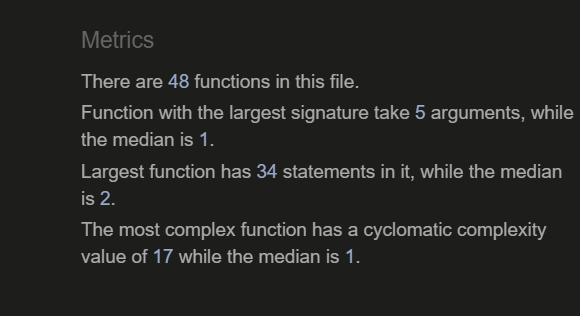 Metrics
There are 48 functions in this file.
Function with the largest signature take 5 arguments, while
the median is 1.
Largest function has 34 statements in it, while the median
is 2.
The most complex function has a cyclomatic complexity
value of 17 while the median is 1.